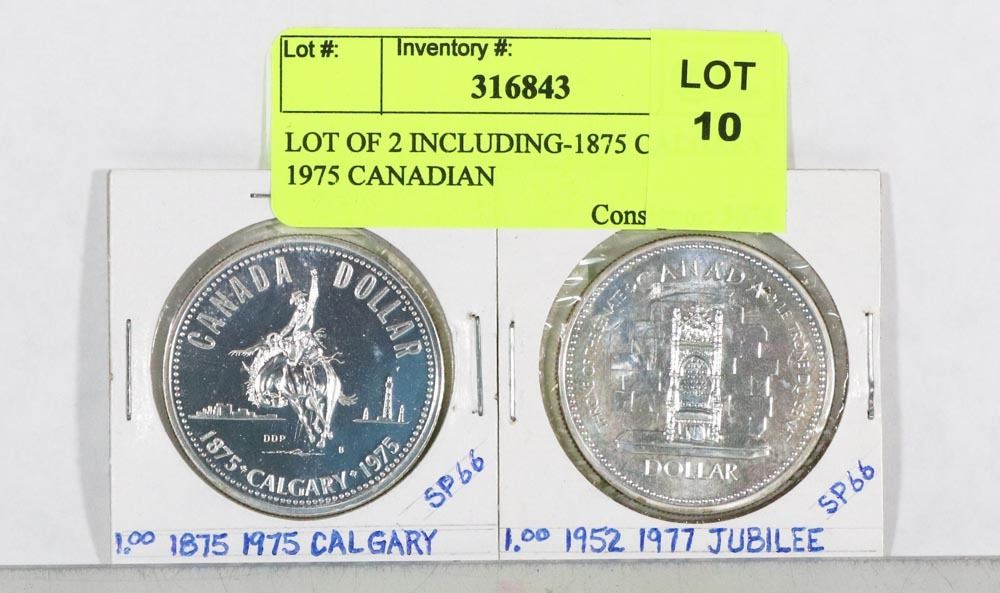 Lot #:
Inventory #:
316843
LOT
10
LOT OF 2 INCLUDING-1875 C
1975 CANADIAN
Cons
CANADA DOLLAR
DDP
B
1875 CALGARY 1975
SP66
1.00 1875 1975 CALGARY
CANADA
DOLLAR
SP66
1.00 1952 1977 JUBILEE